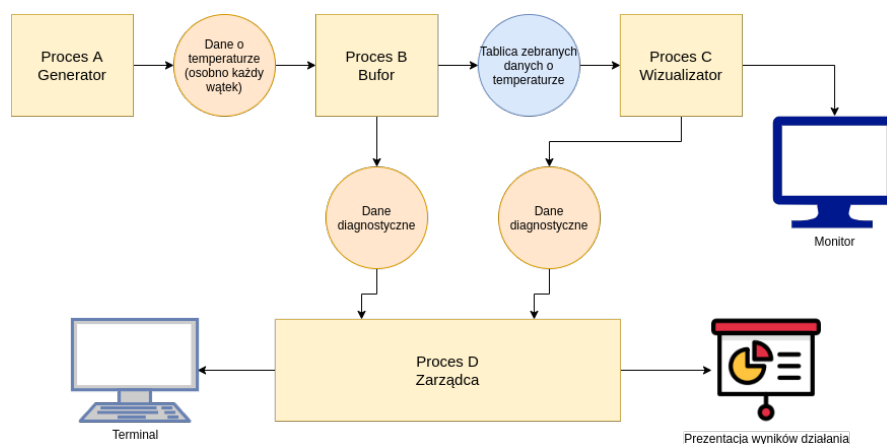 Proces A
Generator
Dane o
temperaturze
(osobno każdy
wątek)
Proces B
Bufor
Tablica zebranych
danych o
temperaturze
Proces C
Wizualizator
Monitor
Dane
diagnostyczne
Dane
diagnostyczne
Proces D
Zarządca
Terminal
Prezentacja wyników działania